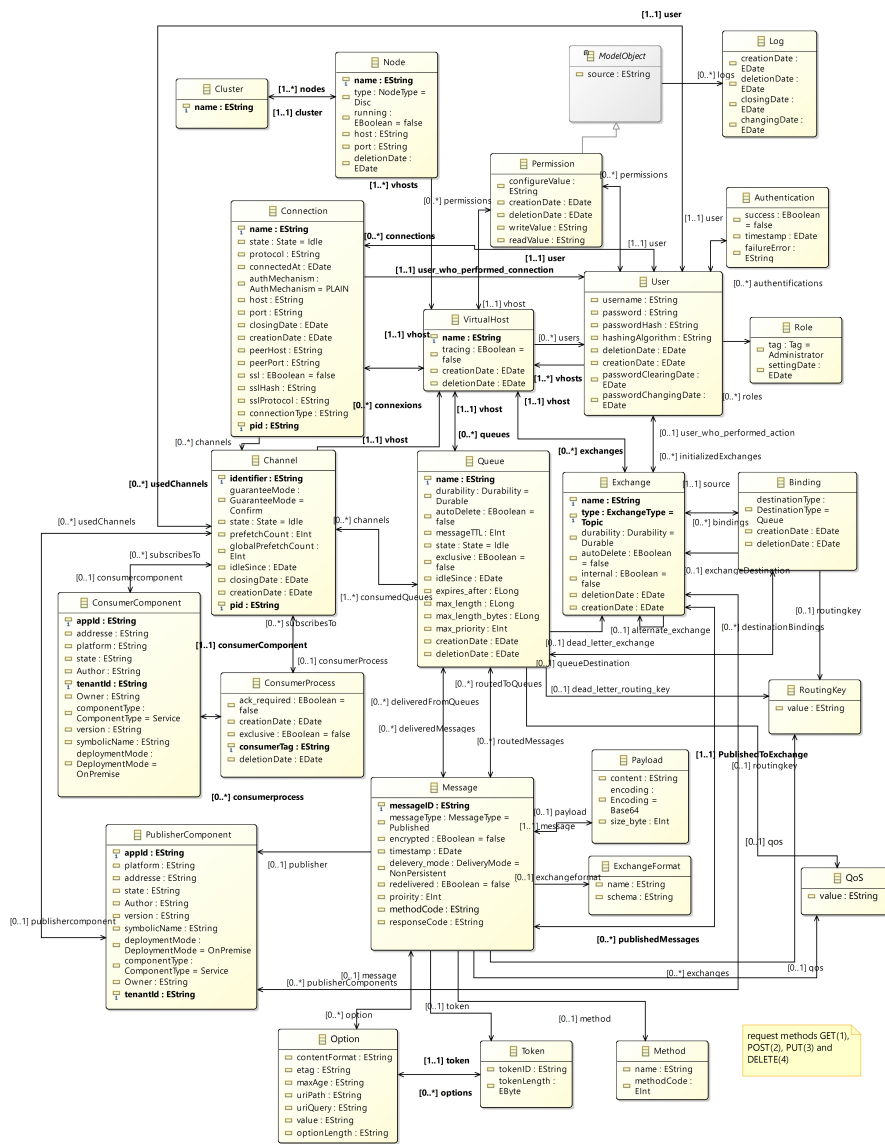 [1..1] user
Log
creationDate :
EDate
deletionDate :
EDate
closingDate :
EDate
changingDate :
EDate
[0..*] logs
ModelObject
source : EString
Node
name : EString
type : NodeType =
Disc
running :
EBoolean = false
host : EString
port : EString
deletionDate :
EDate
Cluster
name : EString
[1..*] nodes
[1..1] cluster
[1..*] vhosts
Permission
configureValue :
EString
creationDate : EDate
deletionDate : EDate
writeValue : EString
readValue : EString
[0..*] permissions
[0..*] permissions
Authentication
success : EBoolean
= false
timestamp : EDate
failureError :
EString
[1..1] user
[0..*] authentifications
Connection
name : EString
state : State = Idle
protocol : EString
connectedAt : EDate
authMechanism :
AuthMechanism = PLAIN
host : EString
port : EString
closingDate : EDate
creationDate : EDate
peerHost : EString
peerPort : EString
ssl : EBoolean = false
sslHash : EString
sslProtocol : EString
connectionType : EString
pid : EString
[0..*] connections
[1..1] user
[1..1] user
[1..1] user_who_performed_connection
User
username : EString
password : EString
passwordHash : EString
hashingAlgorithm : EString
deletionDate : EDate
creationDate : EDate
passwordClearingDate :
EDate
passwordChangingDate :
EDate
[1..1] vhost
VirtualHost
name : EString
tracing : EBoolean =
false
creationDate : EDate
deletionDate : EDate
[1..1] vhost
[0..*] users
[1..*] vhosts
Role
tag : Tag =
Administrator
settingDate :
EDate
[0..*] roles
[0..*] connexions
[1..1] vhost
[1..1] vhost
[0..*] channels
[1..1] vhost
[0..*] queues
[0..*] exchanges
[0..1] user_who_performed_action
[0..*] initializedExchanges
Channel
identifier : EString
guaranteeMode :
GuaranteeMode =
Confirm
state : State = Idle
prefetchCount : EInt
globalPrefetchCount :
EInt
idleSince : EDate
closingDate : EDate
creationDate : EDate
pid : EString
[0..*] usedChannels
[0..*] usedChannels
[0..*] channels
[1..*] consumedQueues
Queue
name : EString
durability : Durability =
Durable
autoDelete : EBoolean =
false
messageTTL : EInt
state : State = Idle
exclusive : EBoolean =
false
idleSince : EDate
expires_after : ELong
max_length : ELong
max_length_bytes : ELong
max_priority : EInt
creationDate : EDate
deletionDate : EDate
Exchange
name : EString
type : ExchangeType =
Topic
durability : Durability =
Durable
autoDelete : EBoolean
= false
internal : EBoolean =
false
deletionDate : EDate
creationDate : EDate
[1..1] source
[0..*] bindings
Binding
destinationType :
DestinationType =
Queue
creationDate : EDate
deletionDate : EDate
[0..1] exchangeDestination
[0..1] routingkey
[0..*] destinationBindings
[0..1] alternate_exchange
[0..1] dead_letter_exchange
[0..1] queueDestination
[0..1] dead_letter_routing_key
[0..*] subscribesTo
[0..1] consumercomponent
ConsumerComponent
appId : EString
addresse : EString
platform : EString
state : EString
Author : EString
tenantId : EString
Owner : EString
componentType :
ComponentType = Service
version : EString
symbolicName : EString
deploymentMode :
DeploymentMode =
OnPremise
[0..*] subscribesTo
[1..1] consumerComponent
[0..1] consumerProcess
ConsumerProcess
ack_required : EBoolean =
false
creationDate : EDate
exclusive : EBoolean = false
consumerTag : EString
deletionDate : EDate
[0..*] consumerprocess
RoutingKey
value : EString
[0..*] deliveredFromQueues
[0..*] deliveredMessages
[0..*] routedToQueues
[0..*] routedMessages
[1..1] PublishedToExchange
[0..1] routingkey
Payload
content : EString
encoding :
Encoding =
Base64
size_byte : EInt
Message
messageID : EString
messageType : MessageType =
Published
encrypted : EBoolean = false
timestamp : EDate
delevery_mode : DeliveryMode =
NonPersistent
redelivered : EBoolean = false
proirity : EInt
methodCode : EString
responseCode : EString
[0..1] payload
[1..1] message
[0..1] exchangeformat
ExchangeFormat
name : EString
schema : EString
[0..1] qos
QoS
value : EString
PublisherComponent
appId : EString
platform : EString
addresse : EString
state : EString
Author : EString
version : EString
symbolicName : EString
deploymentMode :
DeploymentMode = OnPremise
componentType :
ComponentType = Service
Owner : EString
tenantId : EString
[0..1] publisher
[0..1] publishercomponent
[0..*] publishedMessages
[0..1] message
[0..*] publisherComponents
[0..*] exchanges
[0..1] qos
[0..*] option
[0..1] token
[0..1] method
Option
contentFormat : EString
etag : EString
maxAge : EString
uriPath : EString
uriQuery : EString
value : EString
optionLength : EString
[1..1] token
[0..*] options
Token
tokenID : EString
tokenLength :
EByte
Method
name : EString
methodCode :
EInt
request methods GET(1),
POST(2), PUT(3) and
DELETE(4)